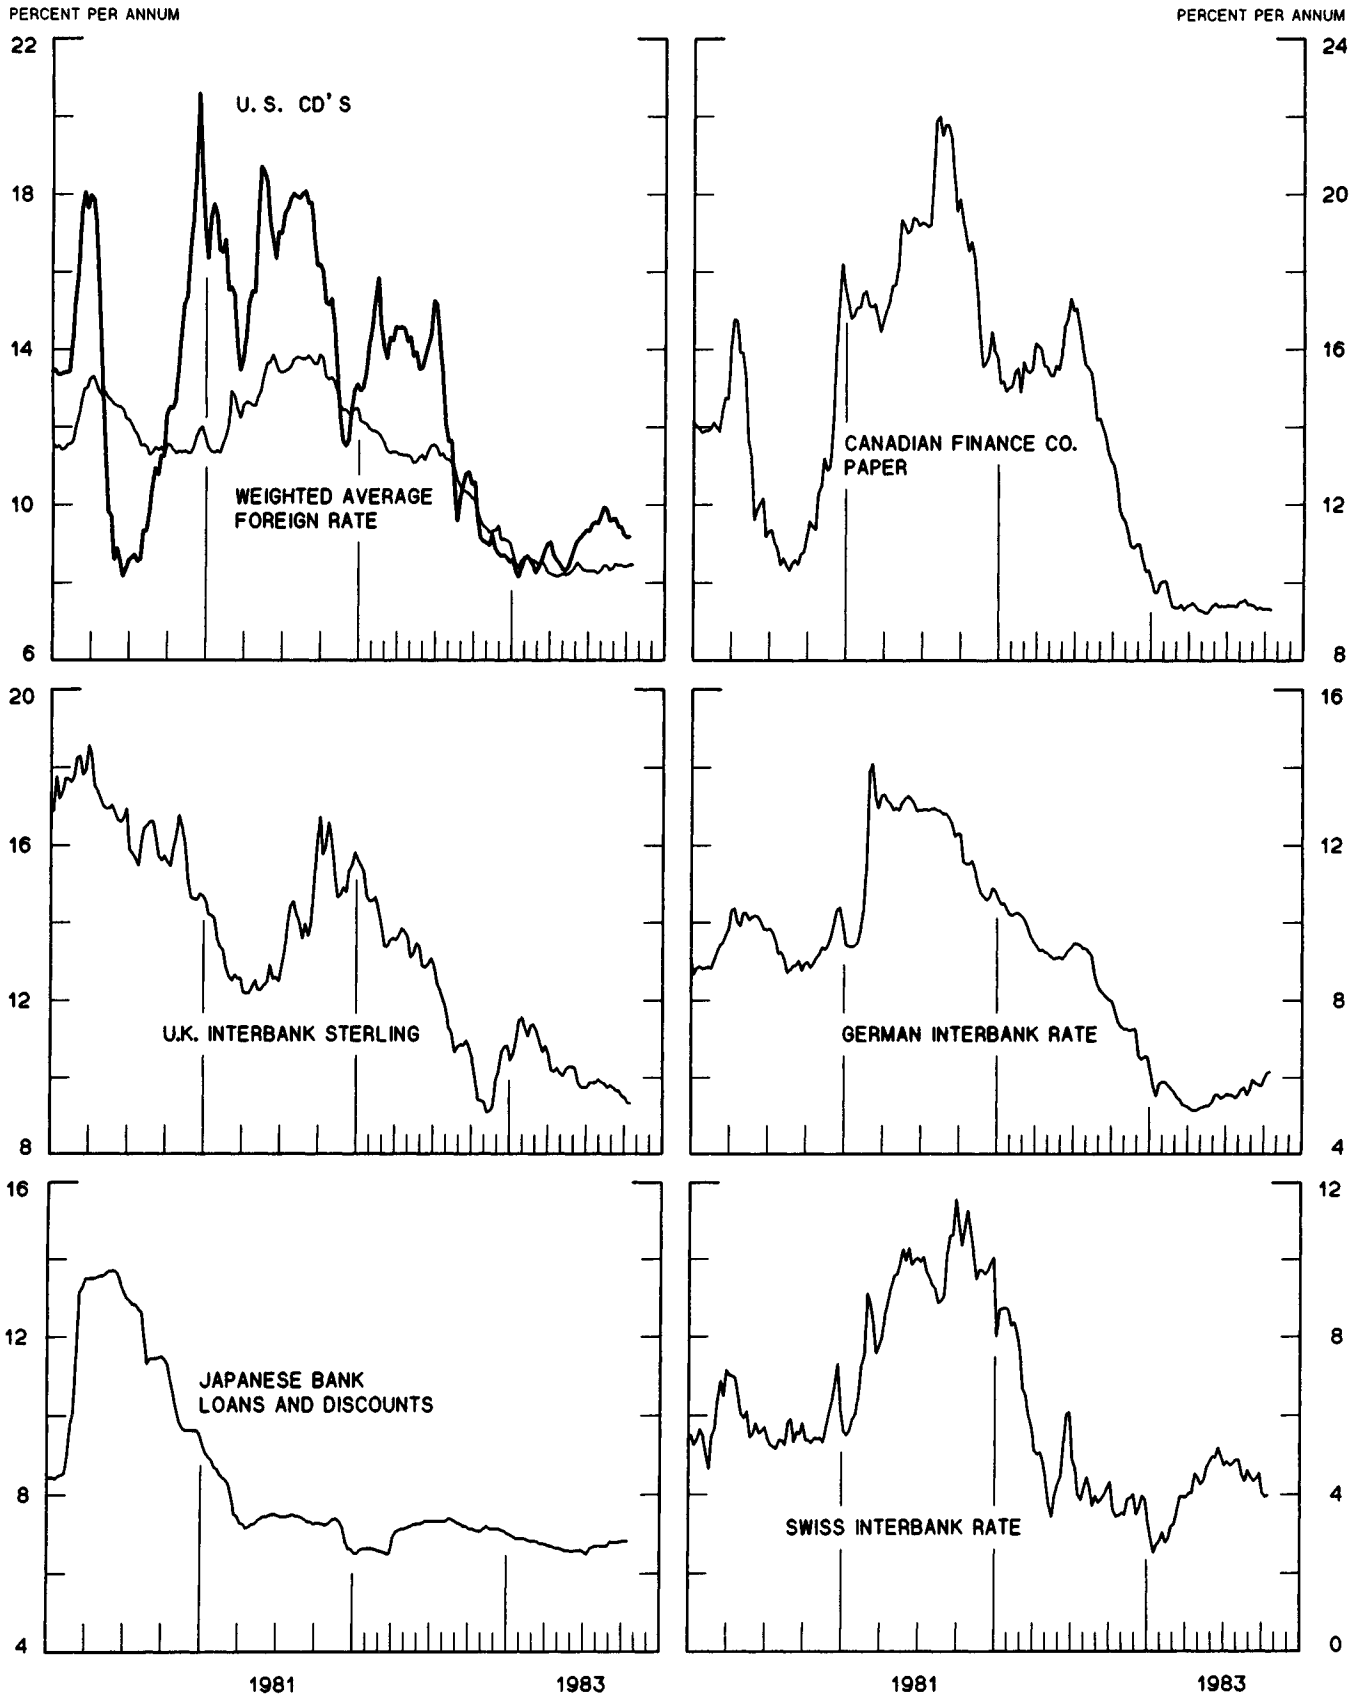 PERCENT PER ANNUM
PERCENT PER ANNUM
22
18
14
10
6
U. S. CD'S
WEIGHTED AVERAGE
FOREIGN RATE
24
20
16
12
8
CANADIAN FINANCE CO.
PAPER
20
16
12
8
U.K. INTERBANK STERLING
16
12
8
4
GERMAN INTERBANK RATE
16
12
8
4
JAPANESE BANK
LOANS AND DISCOUNTS
12
8
4
0
SWISS INTERBANK RATE
1981
1983
1981
1983